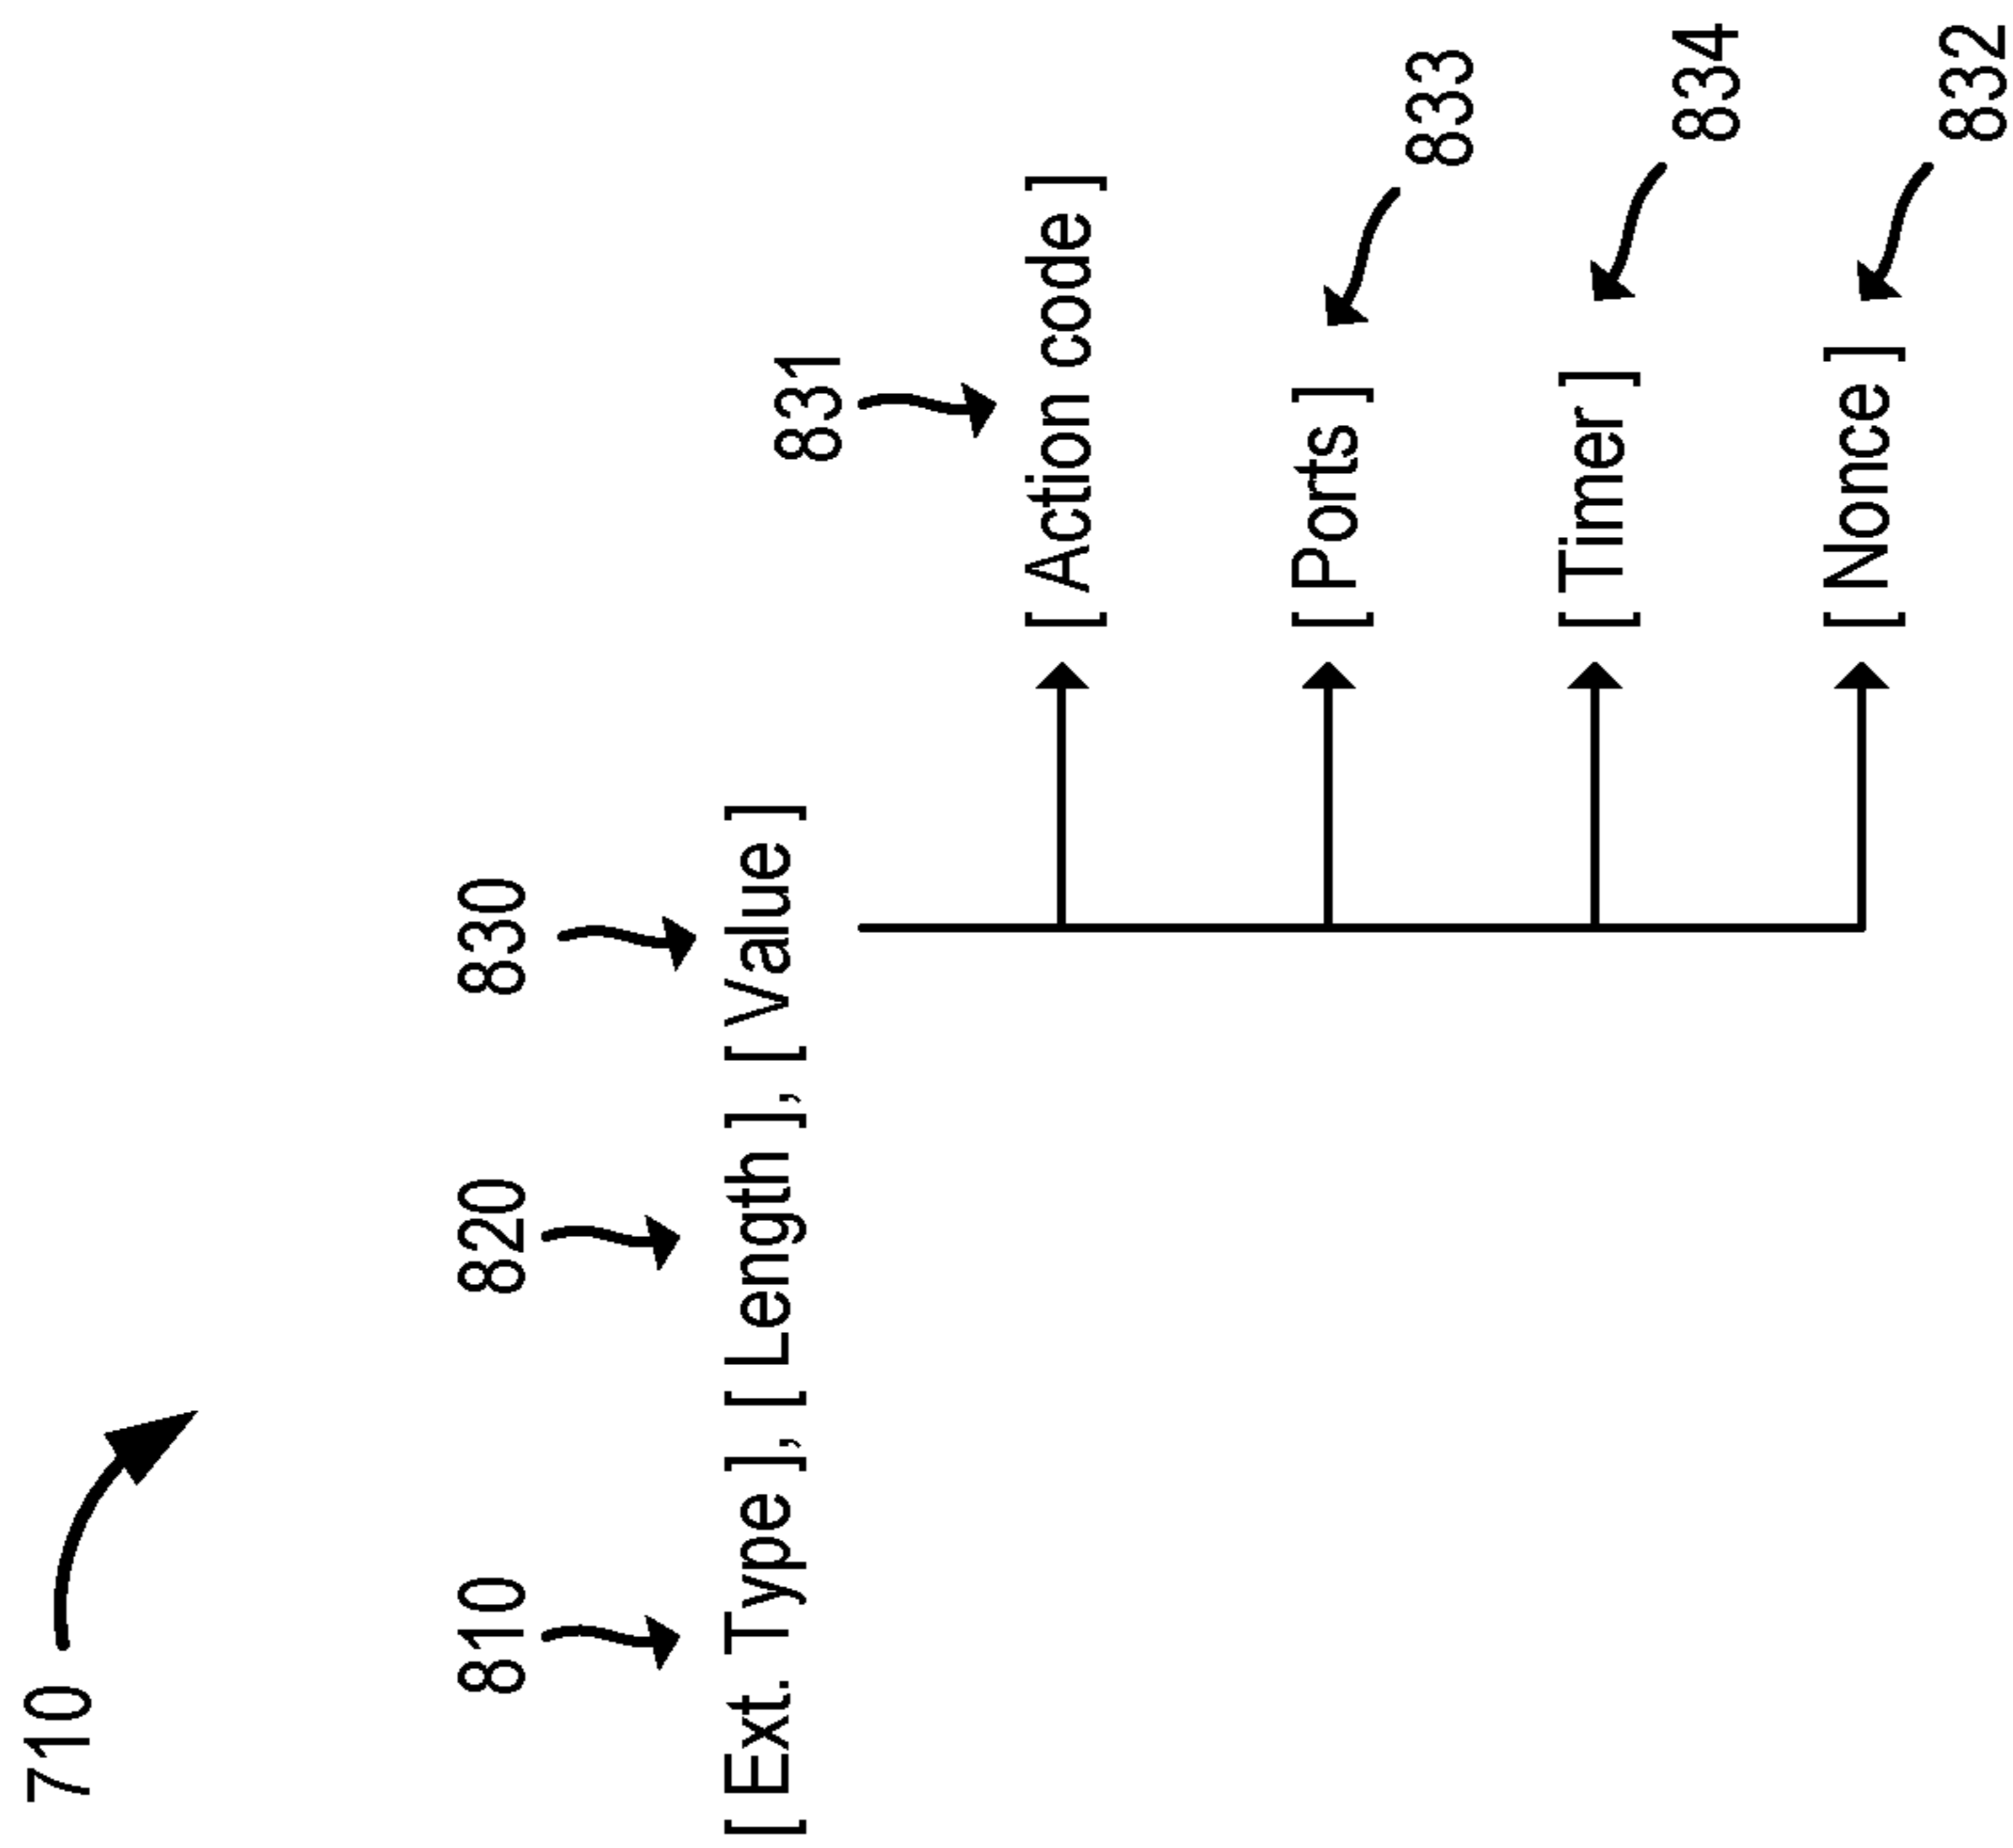 710
810 820 830
[ Ext. Type ], [ Length ], [ Value ]
831
[ Action code ]
833
[ Ports ]
834
[ Timer ]
832
[ Nonce ]